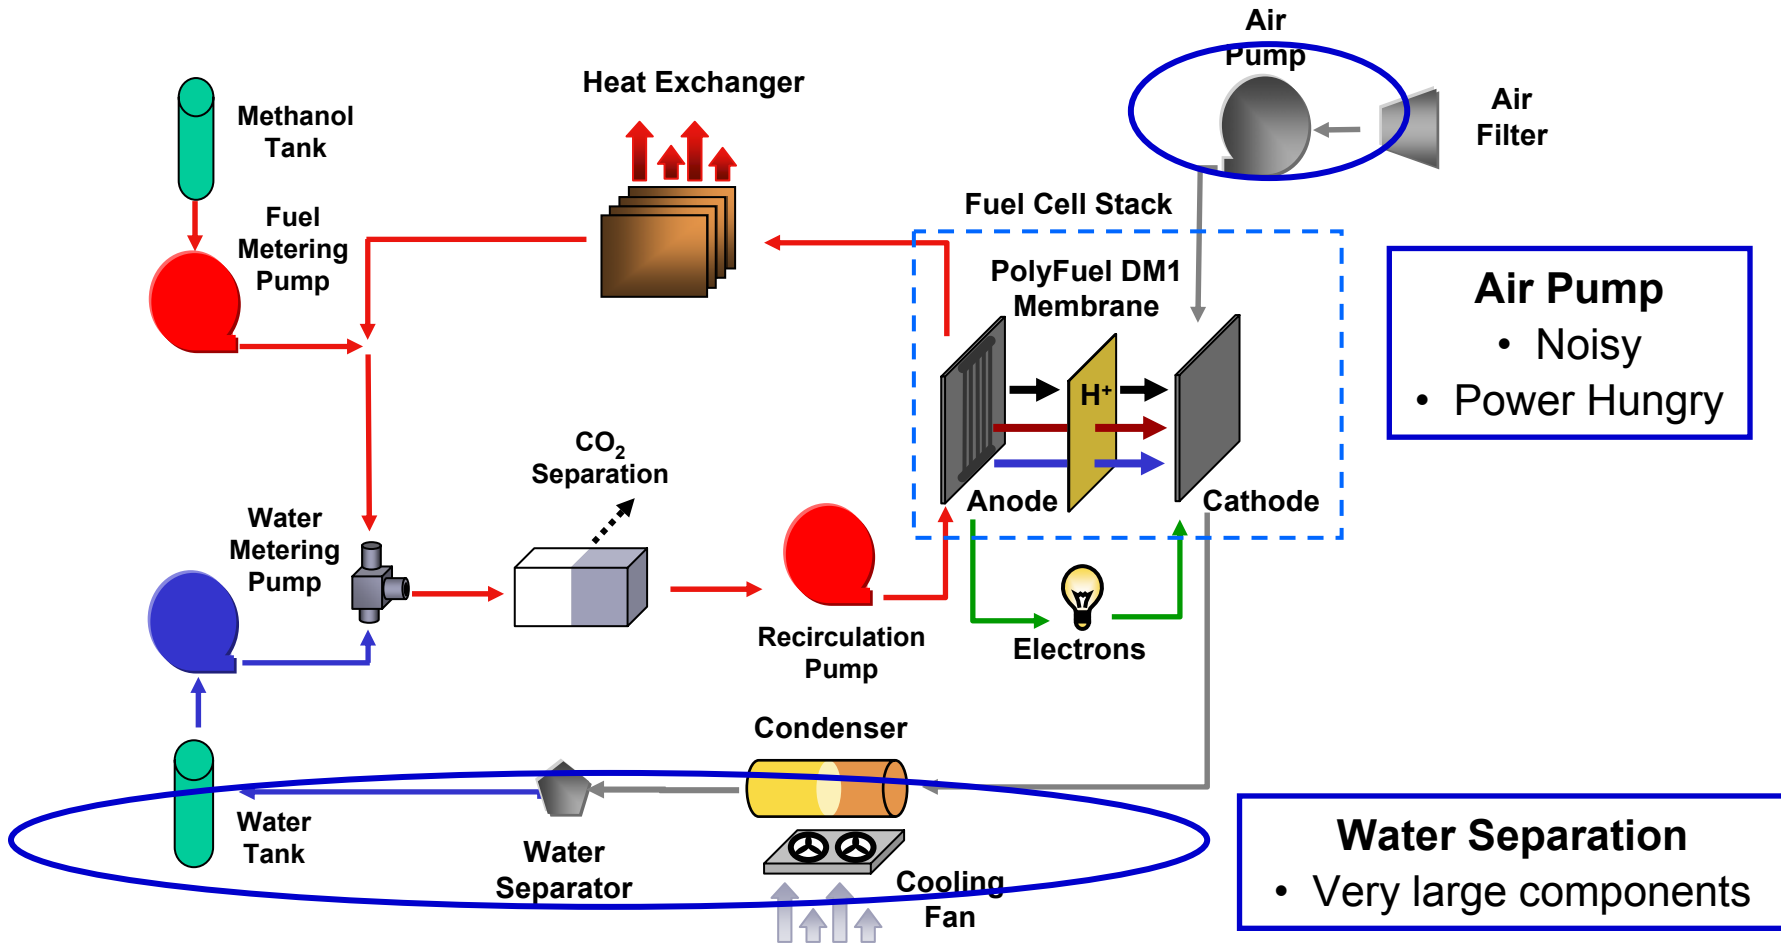 Air
Pump
Air
Filter
Heat Exchanger
Methanol
Tank
Fuel
Metering
Pump
Fuel Cell Stack
PolyFuel DM1
Membrane
H⁺
Anode
Cathode
Air Pump
• Noisy
• Power Hungry
CO₂
Separation
Water
Metering
Pump
Recirculation
Pump
Electrons
Condenser
Water
Tank
Water
Separator
Cooling
Fan
Water Separation
• Very large components